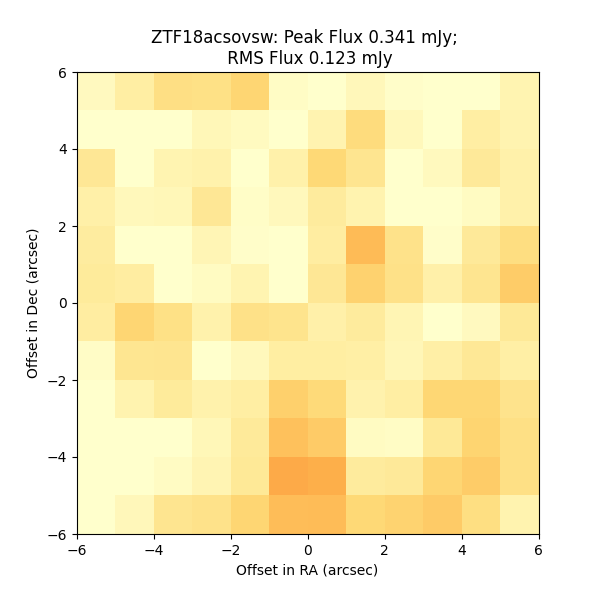 ZTF18acsovsw: Peak Flux 0.341 mJy;
RMS Flux 0.123 mJy
6
4
2
0
−2
−4
−6
Offset in Dec (arcsec)
−6 −4 −2 0 2 4 6
Offset in RA (arcsec)